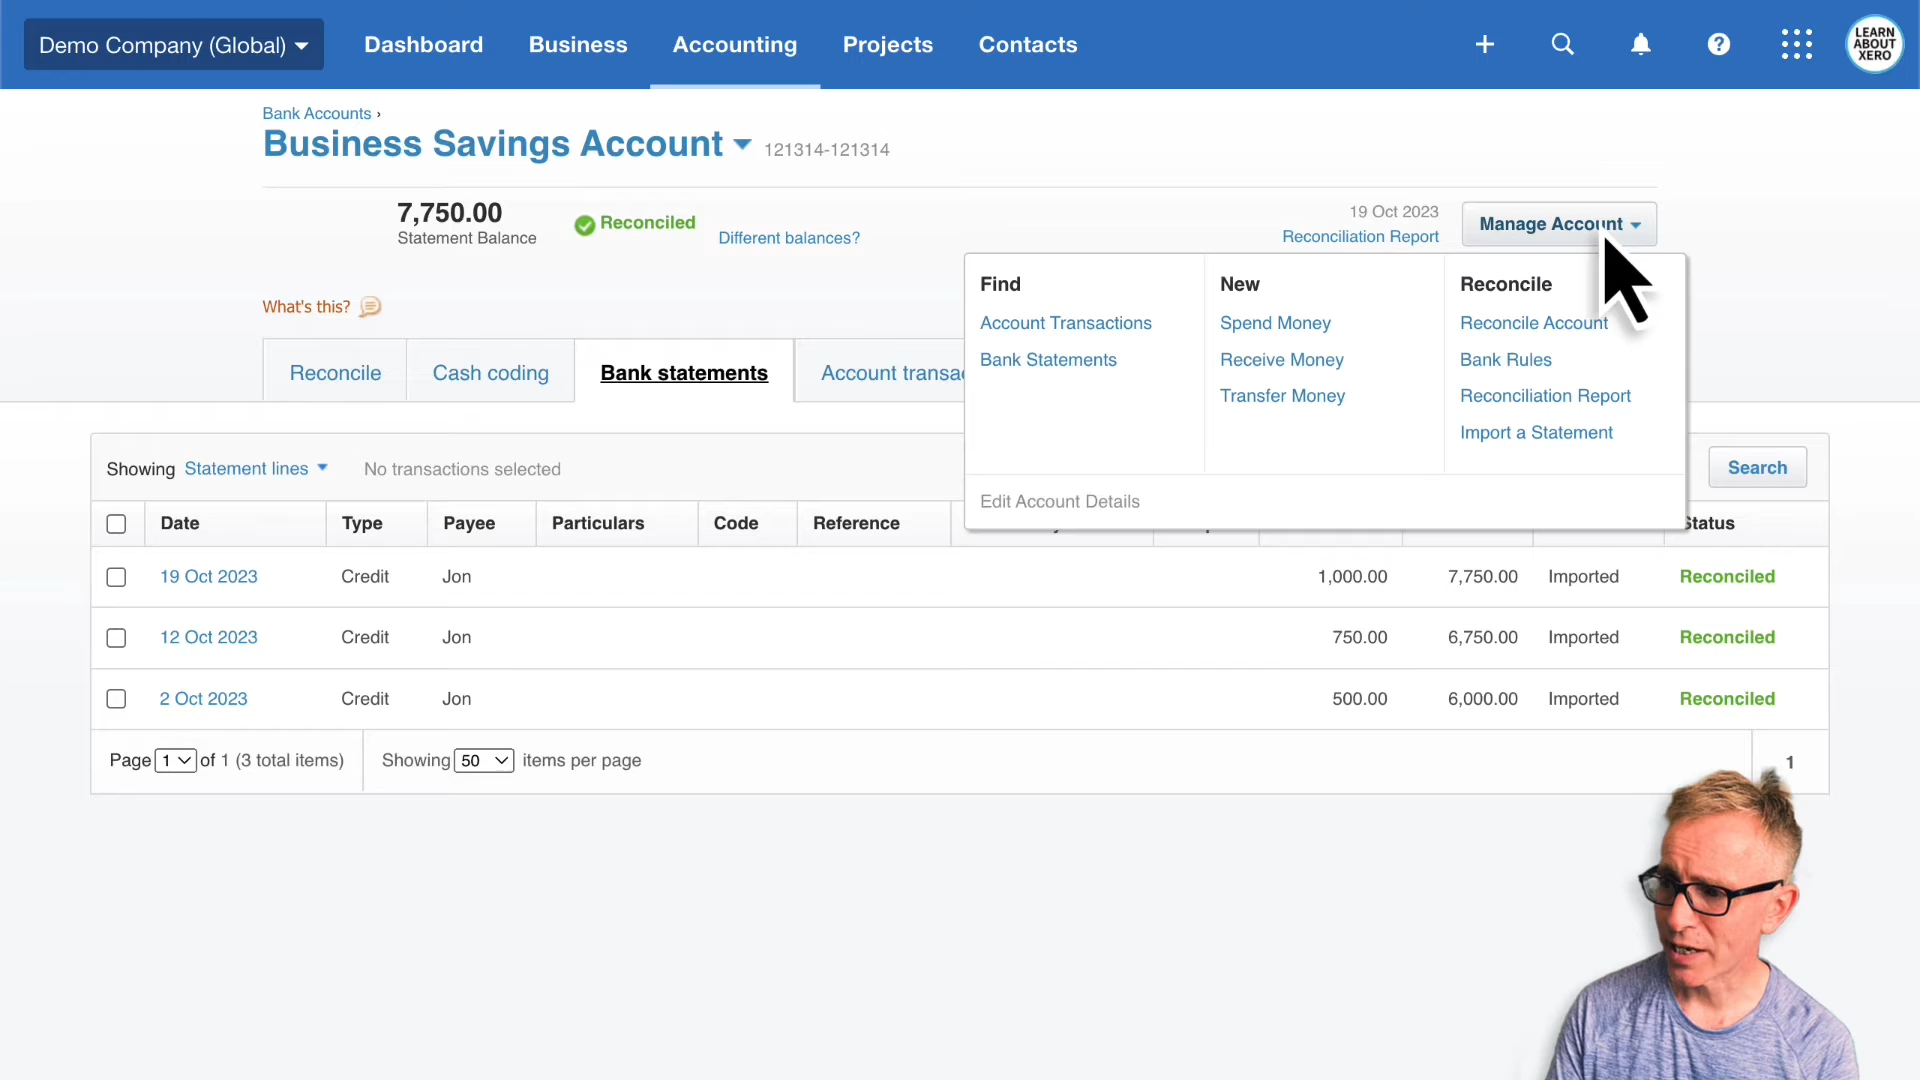 Demo Company (Global)
Dashboard
Business
Accounting
Projects
Contacts
LEARN
ABOUT
XERO
Bank Accounts ›
Business Savings Account 121314-121314
7,750.00
Statement Balance
Reconciled
Different balances?
19 Oct 2023
Reconciliation Report
Manage Account
What's this?
Find
Account Transactions
Bank Statements
New
Spend Money
Receive Money
Transfer Money
Reconcile
Reconcile Account
Bank Rules
Reconciliation Report
Import a Statement
Edit Account Details
Reconcile
Cash coding
Bank statements
Account transac
Showing Statement lines No transactions selected
Search
Date Type Payee Particulars Code Reference Status
19 Oct 2023 Credit Jon 1,000.00 7,750.00 Imported Reconciled
12 Oct 2023 Credit Jon 750.00 6,750.00 Imported Reconciled
2 Oct 2023 Credit Jon 500.00 6,000.00 Imported Reconciled
Page 1 of 1 (3 total items) Showing 50 items per page 1